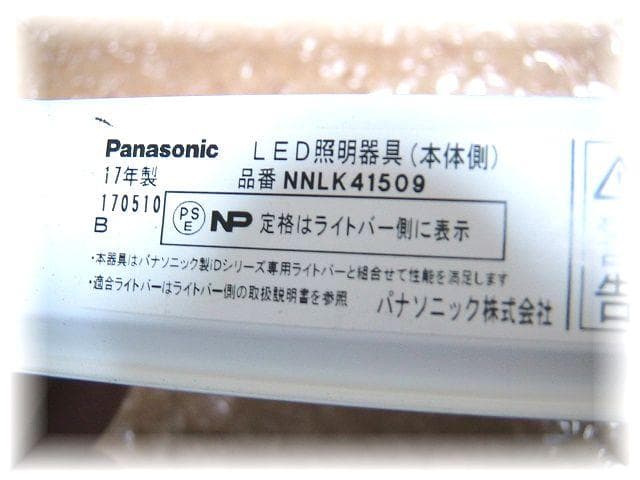 Panasonic LED照明器具(本体側)
17年製 品番 NNLK41509
170510
B
PSE NP 定格はライトバー側に表示
・本器具はパナソニック製iDシリーズ専用ライトバーと組合せて性能を満足します
・適合ライトバーはライトバー側の取扱説明書を参照
パナソニック株式会社
告